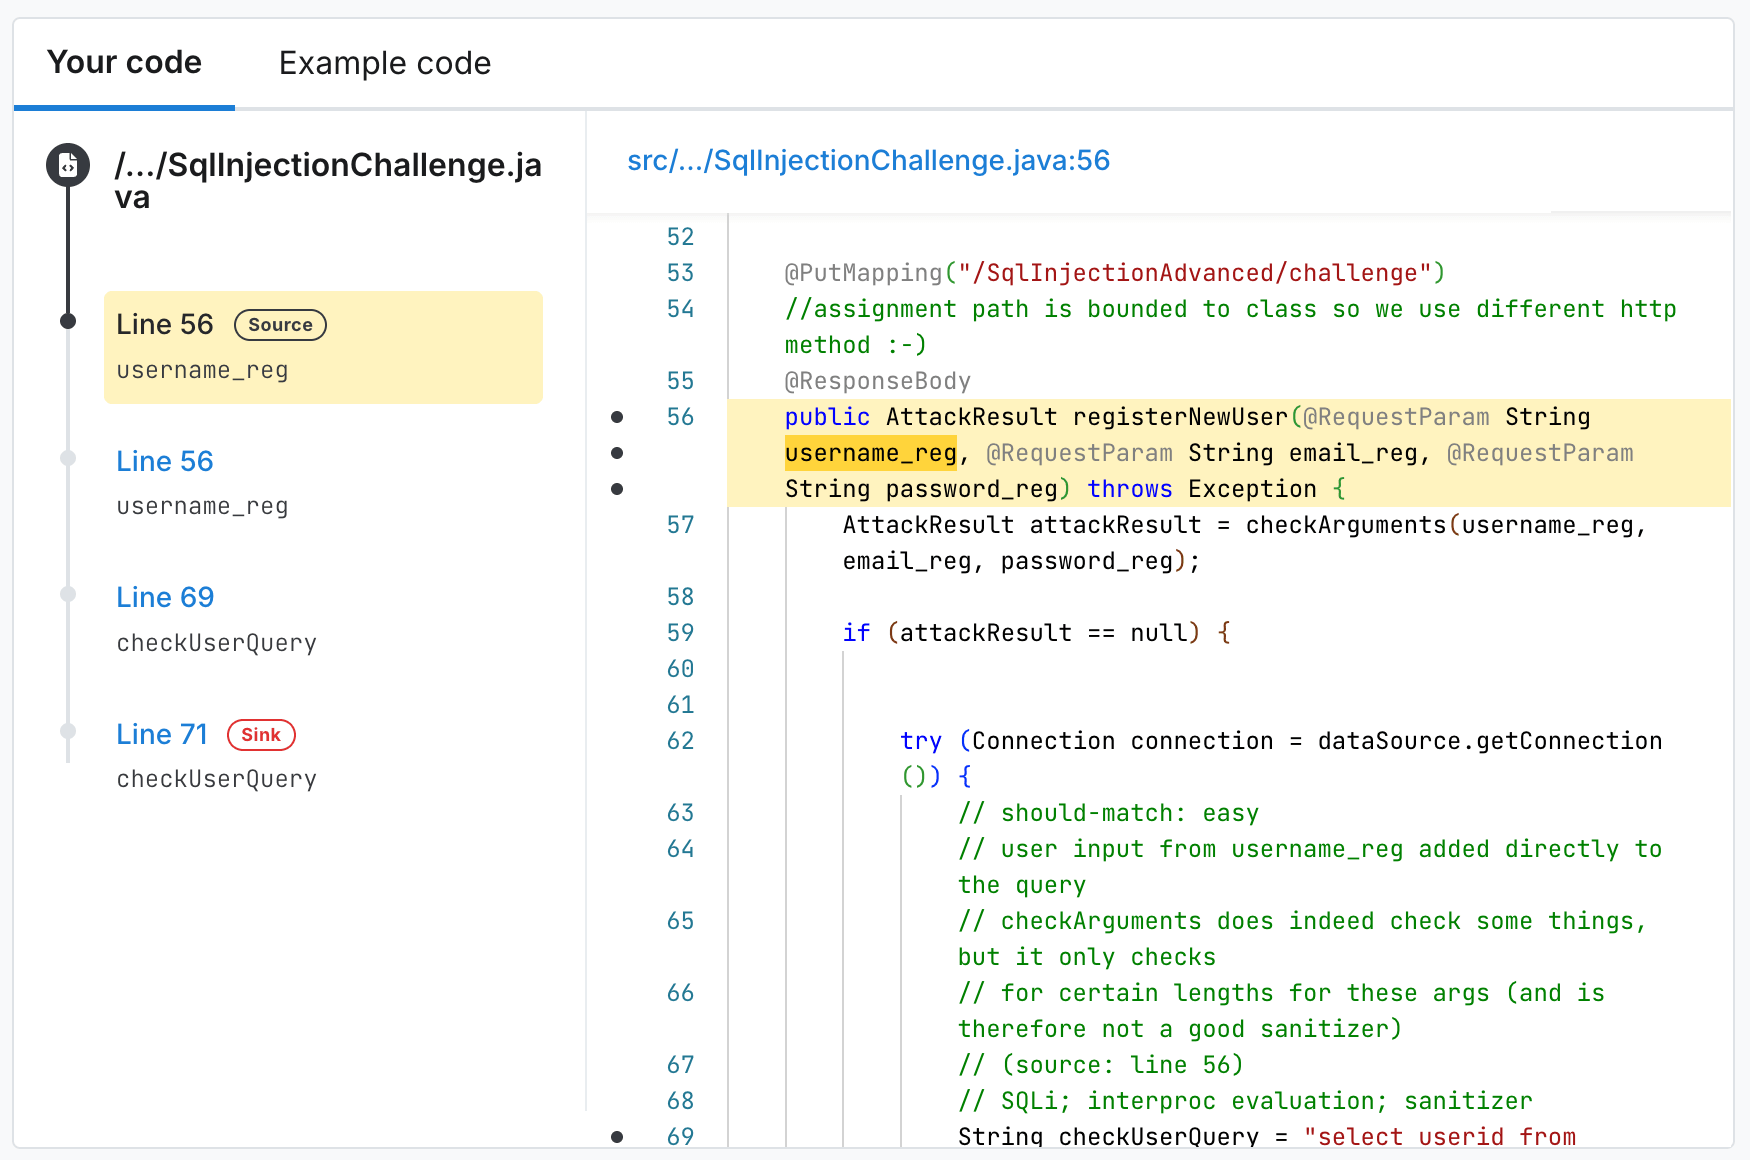 Your code
Example code
/.../SqlInjectionChallenge.ja
va
Line 56 Source
username_reg
Line 56
username_reg
Line 69
checkUserQuery
Line 71 Sink
checkUserQuery
src/.../SqlInjectionChallenge.java:56
52
53 @PutMapping("/SqlInjectionAdvanced/challenge")
54 //assignment path is bounded to class so we use different http
method :-)
55 @ResponseBody
56 public AttackResult registerNewUser(@RequestParam String
username_reg, @RequestParam String email_reg, @RequestParam
String password_reg) throws Exception {
57 AttackResult attackResult = checkArguments(username_reg,
email_reg, password_reg);
58
59 if (attackResult == null) {
60
61
62 try (Connection connection = dataSource.getConnection
()) {
63 // should-match: easy
64 // user input from username_reg added directly to
the query
65 // checkArguments does indeed check some things,
but it only checks
66 // for certain lengths for these args (and is
therefore not a good sanitizer)
67 // (source: line 56)
68 // SQLi; interproc evaluation; sanitizer
69 String checkUserQuery = "select userid from